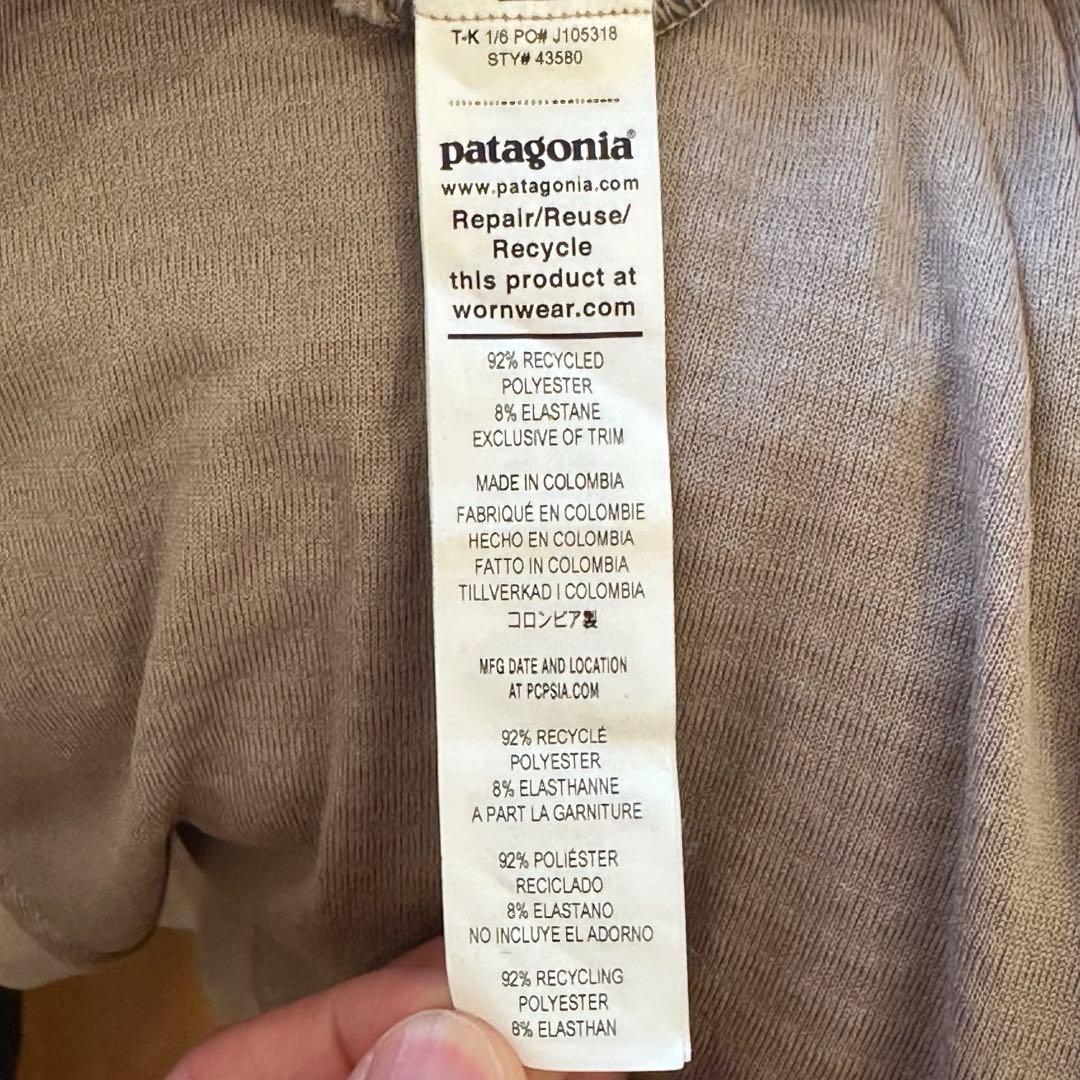 T-K 1/6 PO# J105318
STY# 43580
patagonia®
www.patagonia.com
Repair/Reuse/
Recycle
this product at
wornwear.com
92% RECYCLED
POLYESTER
8% ELASTANE
EXCLUSIVE OF TRIM
MADE IN COLOMBIA
FABRIQUÉ EN COLOMBIE
HECHO EN COLOMBIA
FATTO IN COLOMBIA
TILLVERKAD I COLOMBIA
コロンビア製
MFG DATE AND LOCATION
AT PCPSIA.COM
92% RECYCLÉ
POLYESTER
8% ELASTHANNE
A PART LA GARNITURE
92% POLIÉSTER
RECICLADO
8% ELASTANO
NO INCLUYE EL ADORNO
92% RECYCLING
POLYESTER
8% ELASTHAN